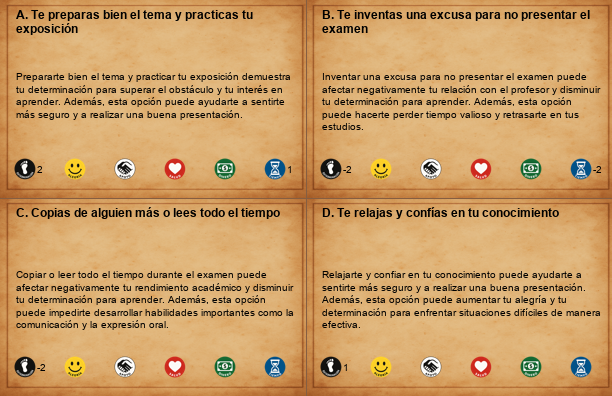 A. Te preparas bien el tema y practicas tu
exposición
Prepararte bien el tema y practicar tu exposición demuestra
tu determinación para superar el obstáculo y tu interés en
aprender. Además, esta opción puede ayudarte a sentirte
más seguro y a realizar una buena presentación.
2 1
B. Te inventas una excusa para no presentar el
examen
Inventar una excusa para no presentar el examen puede
afectar negativamente tu relación con el profesor y disminuir
tu determinación para aprender. Además, esta opción
puede hacerte perder tiempo valioso y retrasarte en tus
estudios.
-2 -2
C. Copias de alguien más o lees todo el tiempo
Copiar o leer todo el tiempo durante el examen puede
afectar negativamente tu rendimiento académico y disminuir
tu determinación para aprender. Además, esta opción
puede impedirte desarrollar habilidades importantes como la
comunicación y la expresión oral.
-2
D. Te relajas y confías en tu conocimiento
Relajarte y confiar en tu conocimiento puede ayudarte a
sentirte más seguro y a realizar una buena presentación.
Además, esta opción puede aumentar tu alegría y tu
determinación para enfrentar situaciones difíciles de manera
efectiva.
1